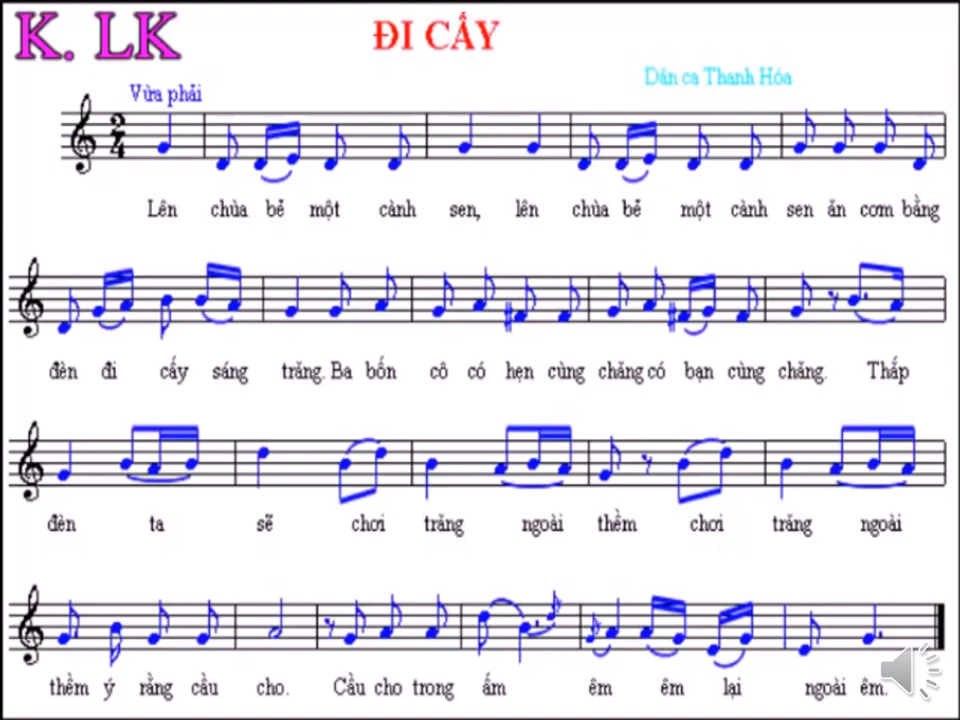 K. LK
ĐI CẤY
Dân ca Thanh Hóa
Vừa phải
2
4
Lên chùa bẻ một cành sen, lên chùa bẻ một cành sen ăn cơm bằng
đèn đi cấy sáng trăng. Ba bốn cô có hẹn cùng chăng có bạn cùng chăng. Thắp
đèn ta sẽ chơi trăng ngoài thềm chơi trăng ngoài
thềm ý rằng cầu cho. Cầu cho trong ấm êm êm lại ngoài êm.